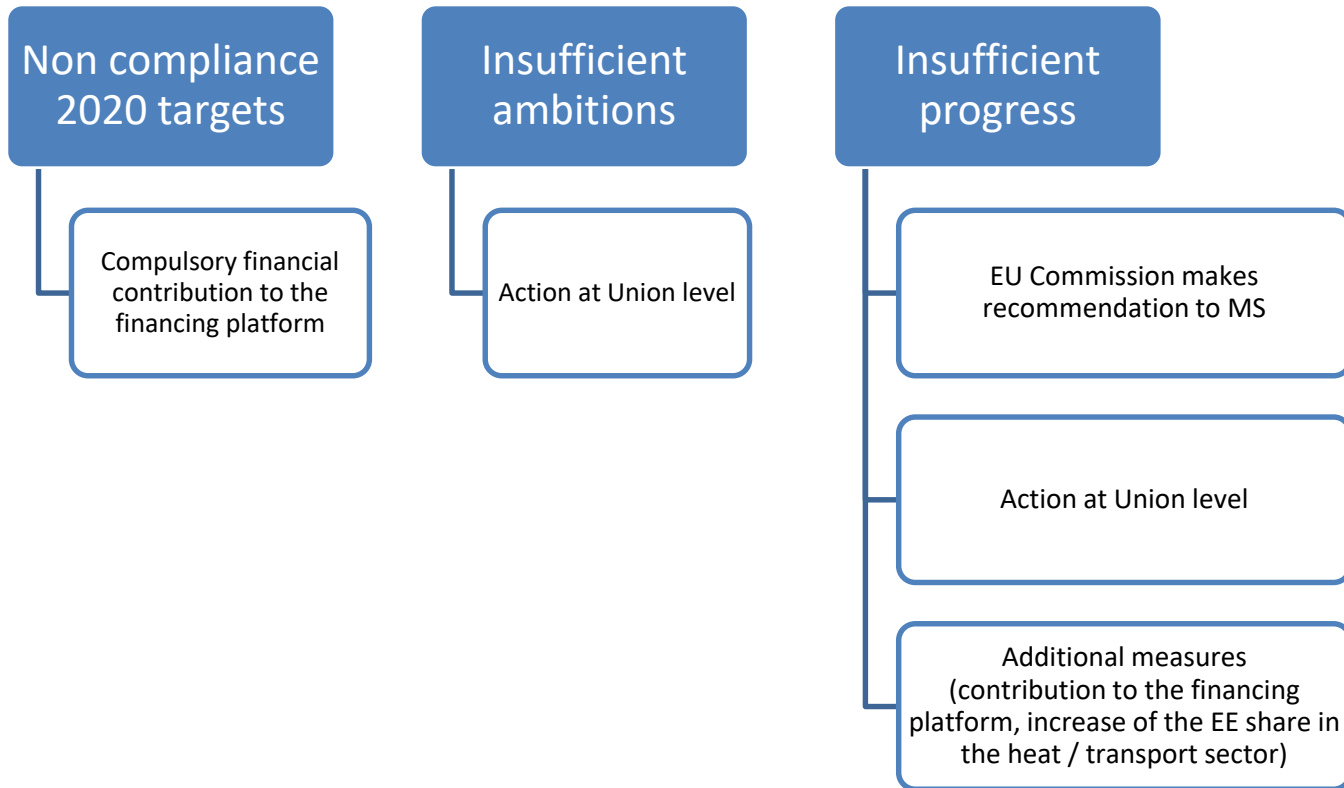 Non compliance
2020 targets
Compulsory financial
contribution to the
financing platform
Insufficient
ambitions
Action at Union level
Insufficient
progress
EU Commission makes
recommendation to MS
Action at Union level
Additional measures
(contribution to the financing
platform, increase of the EE share in
the heat / transport sector)